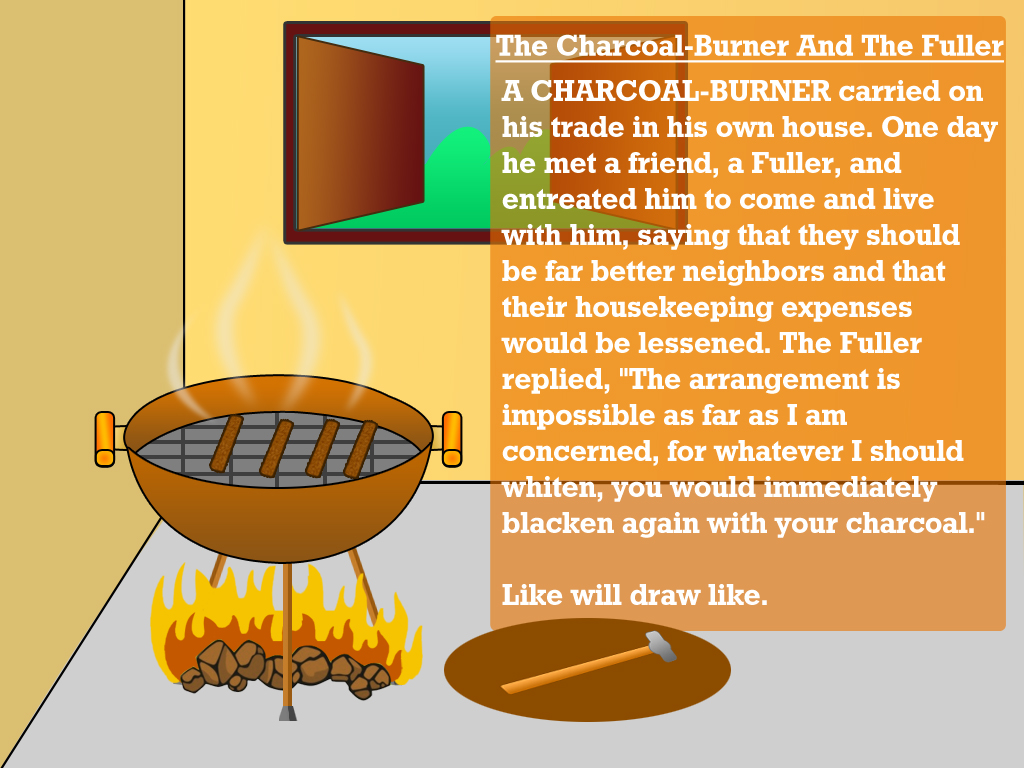 The Charcoal-Burner And The Fuller
A CHARCOAL-BURNER carried on
his trade in his own house. One day
he met a friend, a Fuller, and
entreated him to come and live
with him, saying that they should
be far better neighbors and that
their housekeeping expenses
would be lessened. The Fuller
replied, "The arrangement is
impossible as far as I am
concerned, for whatever I should
whiten, you would immediately
blacken again with your charcoal."
Like will draw like.